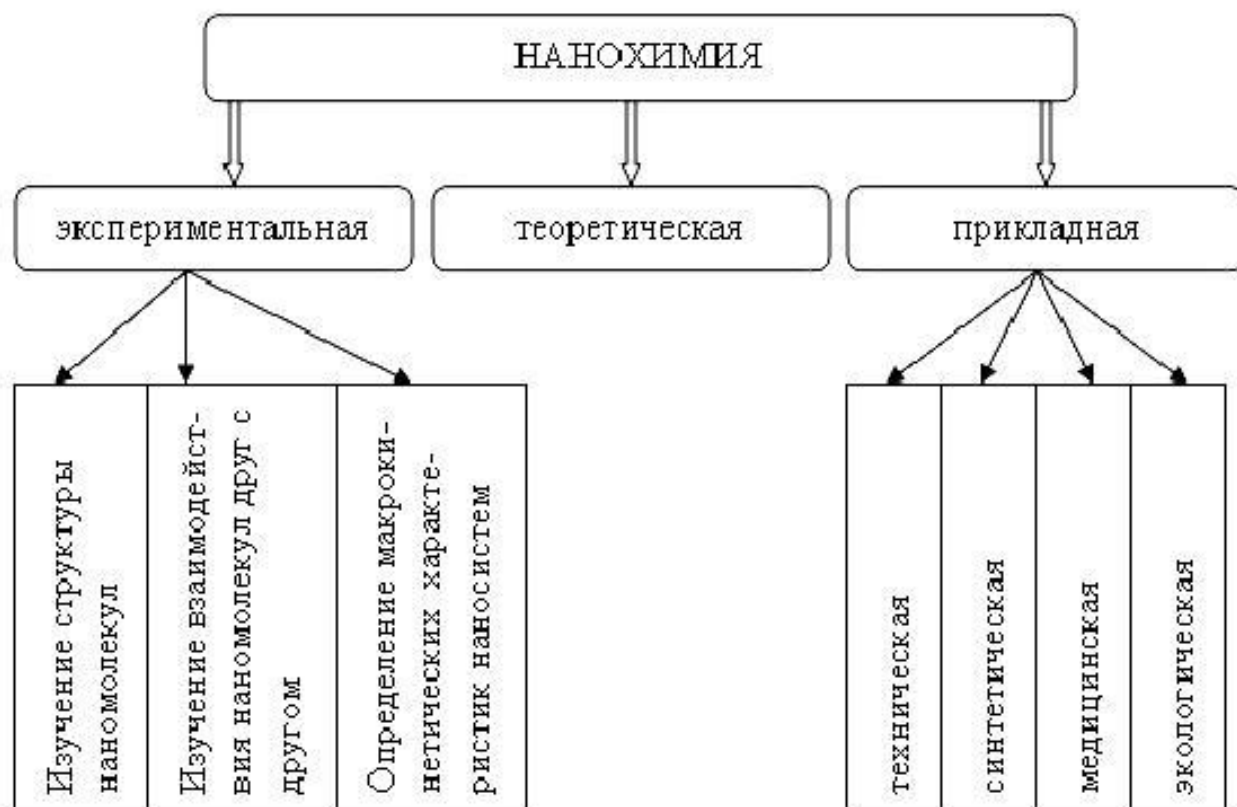 НАНОХИМИЯ
экспериментальная
теоретическая
прикладная
Изучение структуры
наномолекул
Изучение взаимодейст-
вия наномолекул друг с
другом
Определение макроки-
нетических характе-
ристик наносистем
техническая
синтетическая
медицинская
экологическая